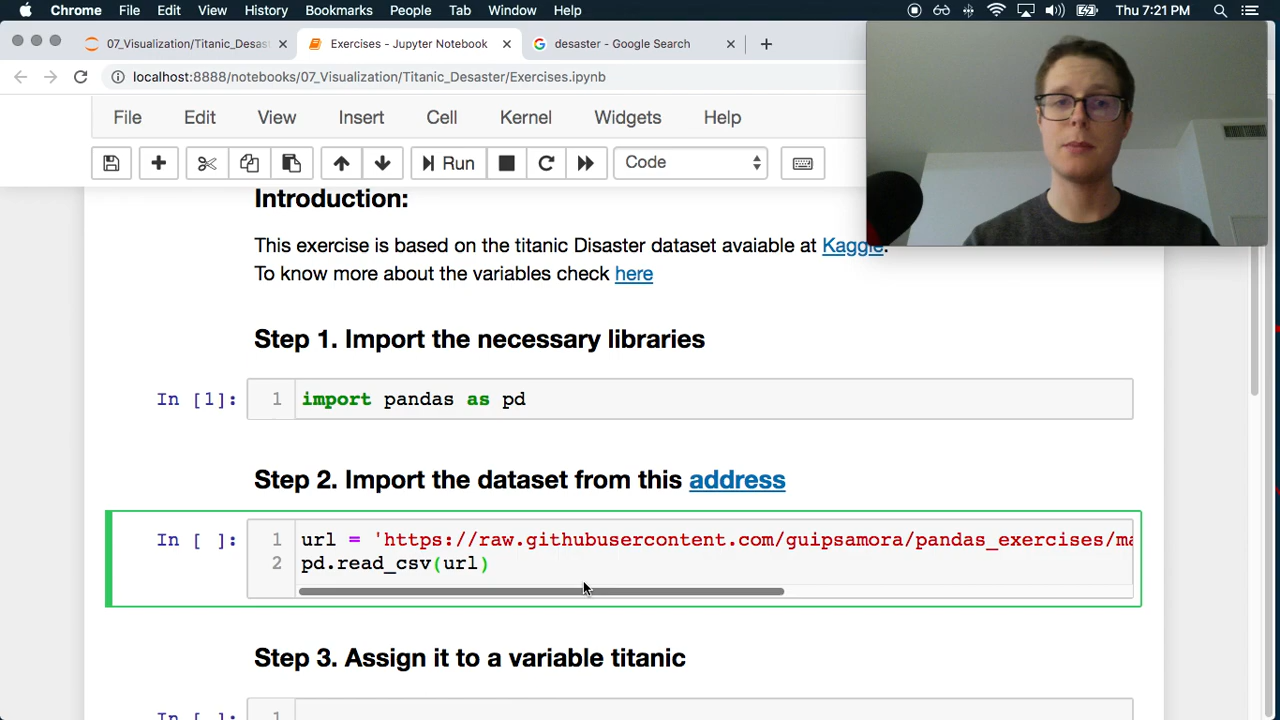 Chrome File Edit View History Bookmarks People Tab Window Help Thu 7:21 PM
07_Visualization/Titanic_Desas Exercises - Jupyter Notebook desaster - Google Search
localhost:8888/notebooks/07_Visualization/Titanic_Desaster/Exercises.ipynb
File Edit View Insert Cell Kernel Widgets Help
Run Code
Introduction:
This exercise is based on the titanic Disaster dataset avaiable at Kaggle.
To know more about the variables check here
Step 1. Import the necessary libraries
In [1]: 1 import pandas as pd
Step 2. Import the dataset from this address
In [ ]: 1 url = 'https://raw.githubusercontent.com/guipsamora/pandas_exercises/ma
2 pd.read_csv(url)
Step 3. Assign it to a variable titanic
1